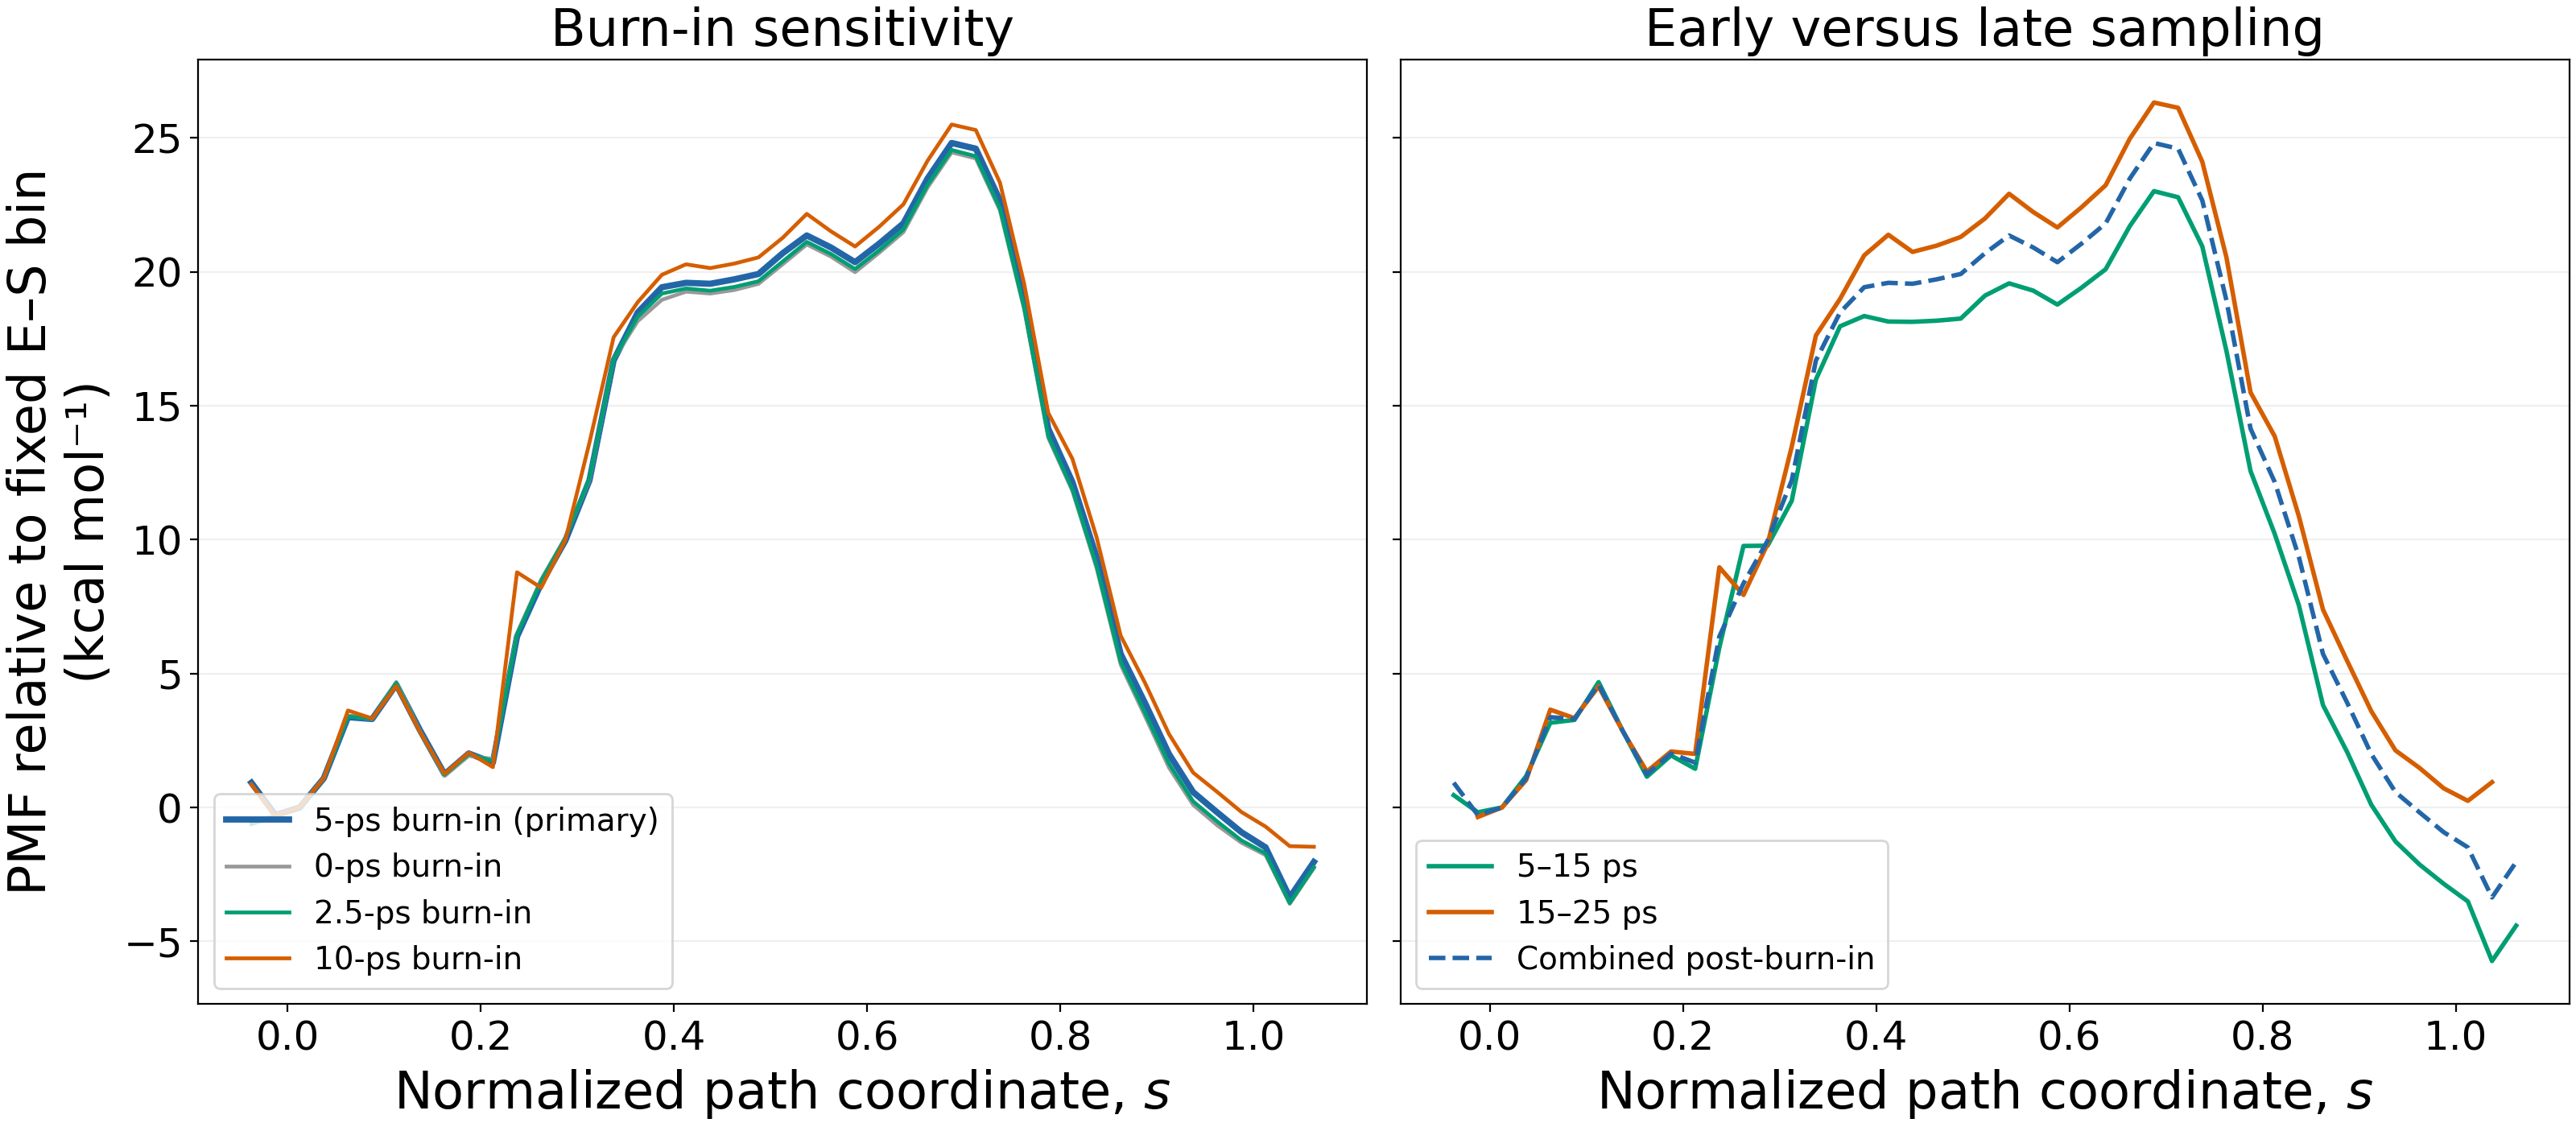 Burn-in sensitivity
Early versus late sampling
PMF relative to fixed E–S bin
(kcal mol⁻¹)
25
20
15
10
5
0
−5
5-ps burn-in (primary)
0-ps burn-in
2.5-ps burn-in
10-ps burn-in
5–15 ps
15–25 ps
Combined post-burn-in
0.0 0.2 0.4 0.6 0.8 1.0
0.0 0.2 0.4 0.6 0.8 1.0
Normalized path coordinate, s
Normalized path coordinate, s